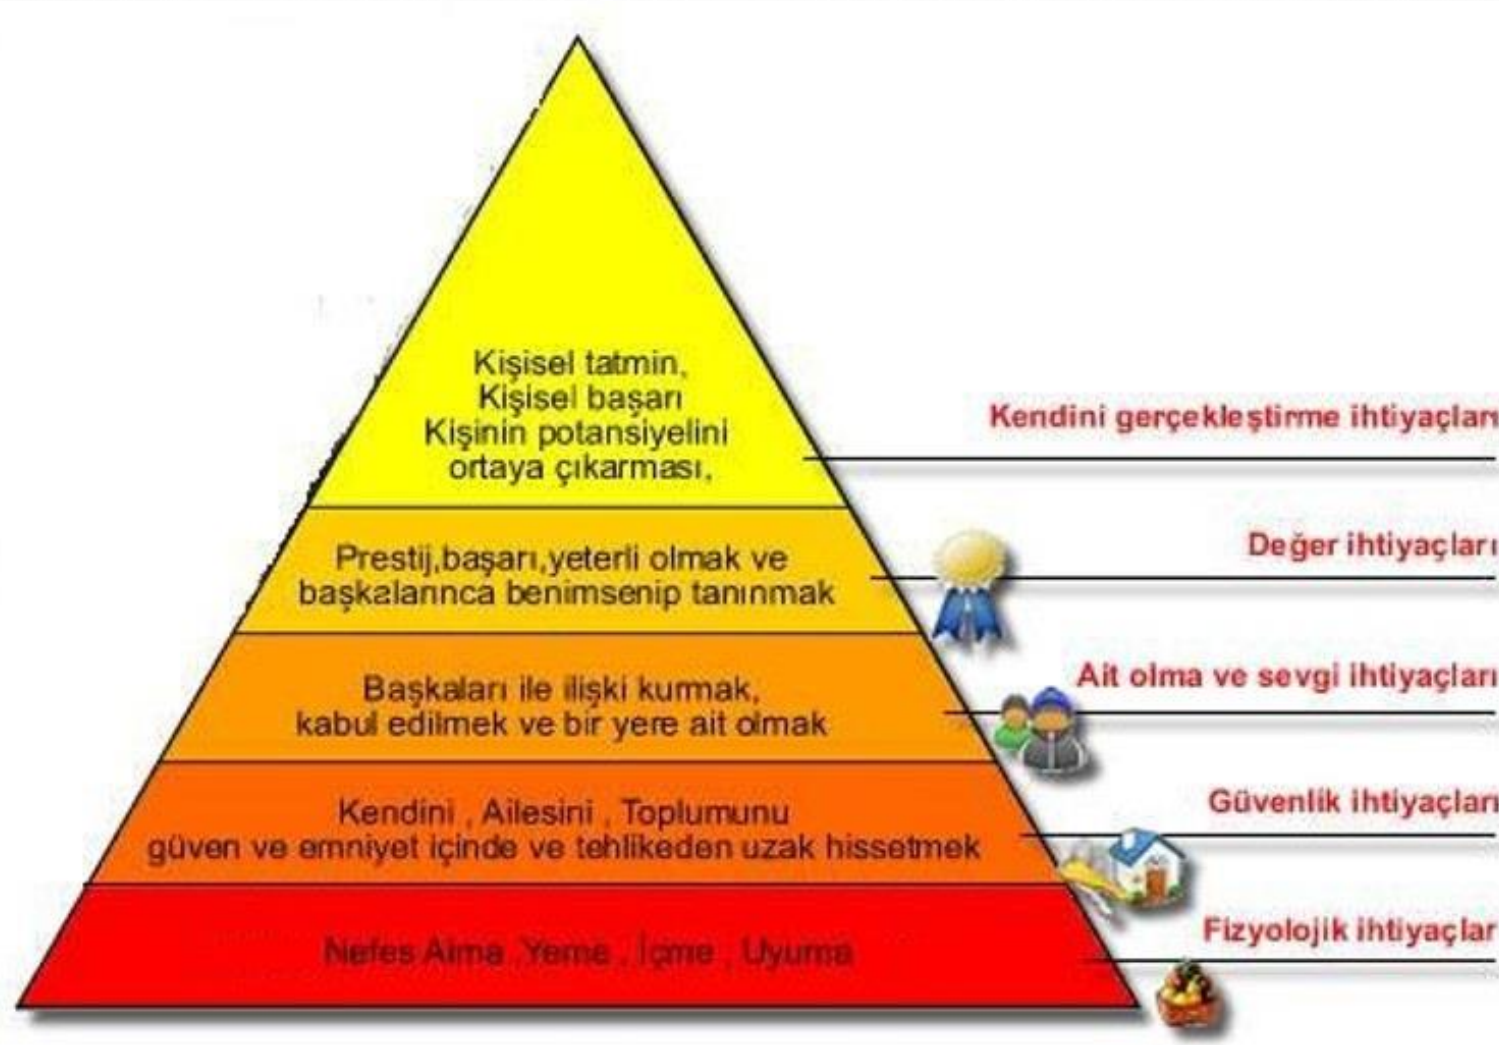 Kişisel tatmin,
Kişisel başarı
Kişinin potansiyelini
ortaya çıkarması,
Kendini gerçekleştirme ihtiyaçları
Prestij,başarı,yeterli olmak ve
başkalarınca benimsenip tanınmak
Değer ihtiyaçları
Başkaları ile ilişki kurmak,
kabul edilmek ve bir yere ait olmak
Ait olma ve sevgi ihtiyaçları
Kendini , Ailesini , Toplumunu
güven ve emniyet içinde ve tehlikeden uzak hissetmek
Güvenlik ihtiyaçları
Nefes Alma ,Yeme , İçme , Uyuma
Fizyolojik ihtiyaçlar